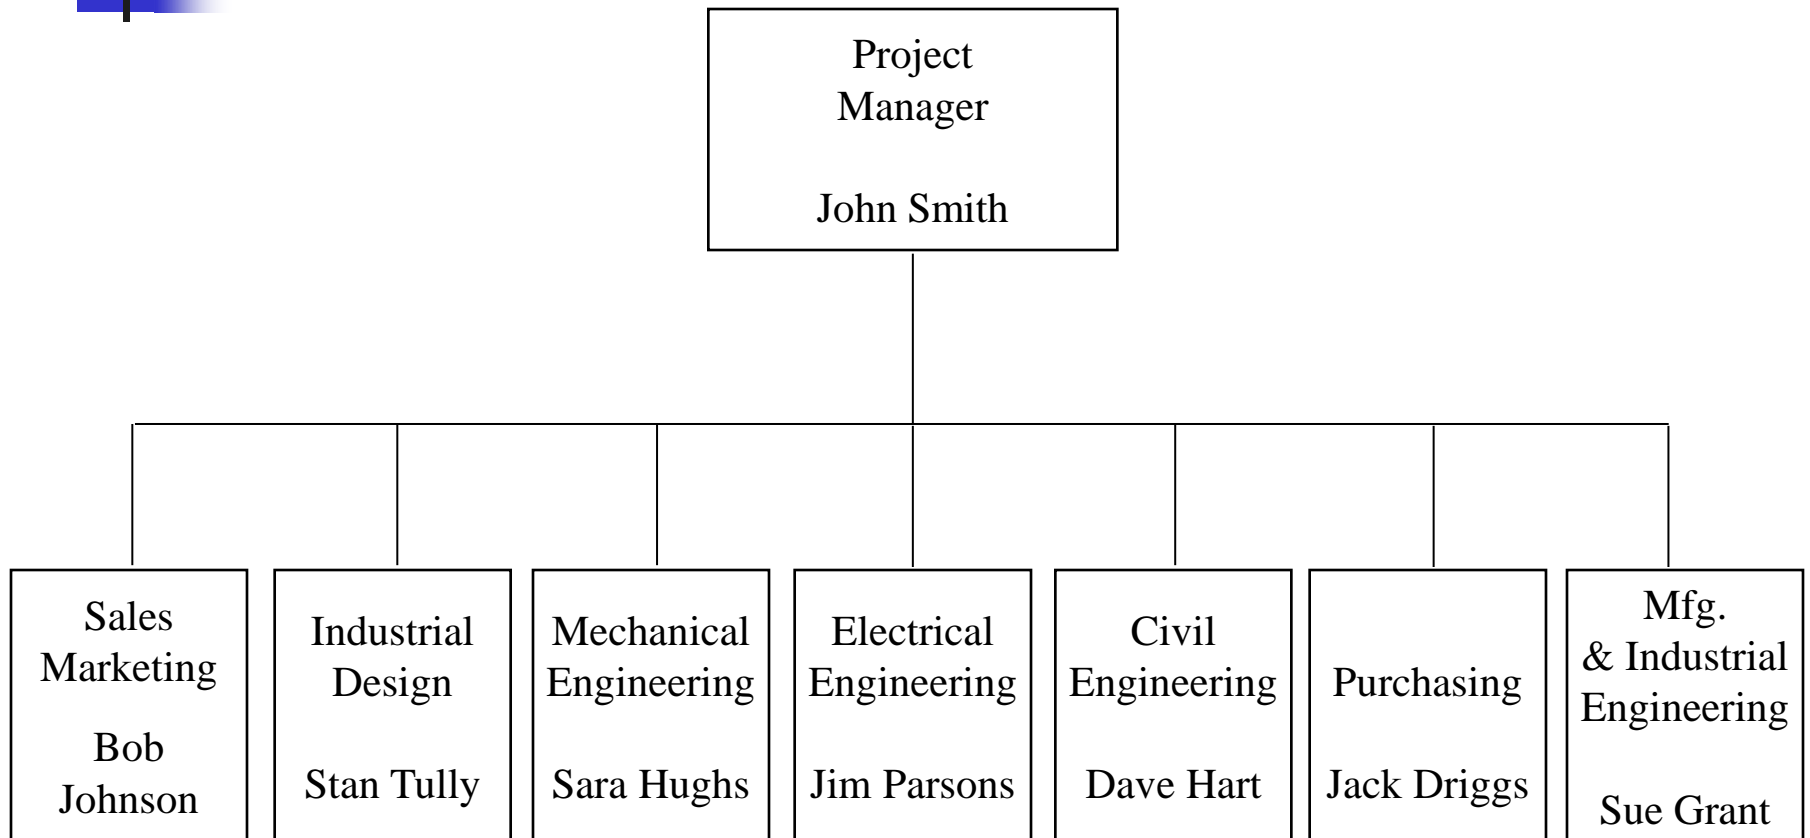 Project
Manager
John Smith
Sales
Marketing
Bob
Johnson
Industrial
Design
Stan Tully
Mechanical
Engineering
Sara Hughs
Electrical
Engineering
Jim Parsons
Civil
Engineering
Dave Hart
Purchasing
Jack Driggs
Mfg.
& Industrial
Engineering
Sue Grant